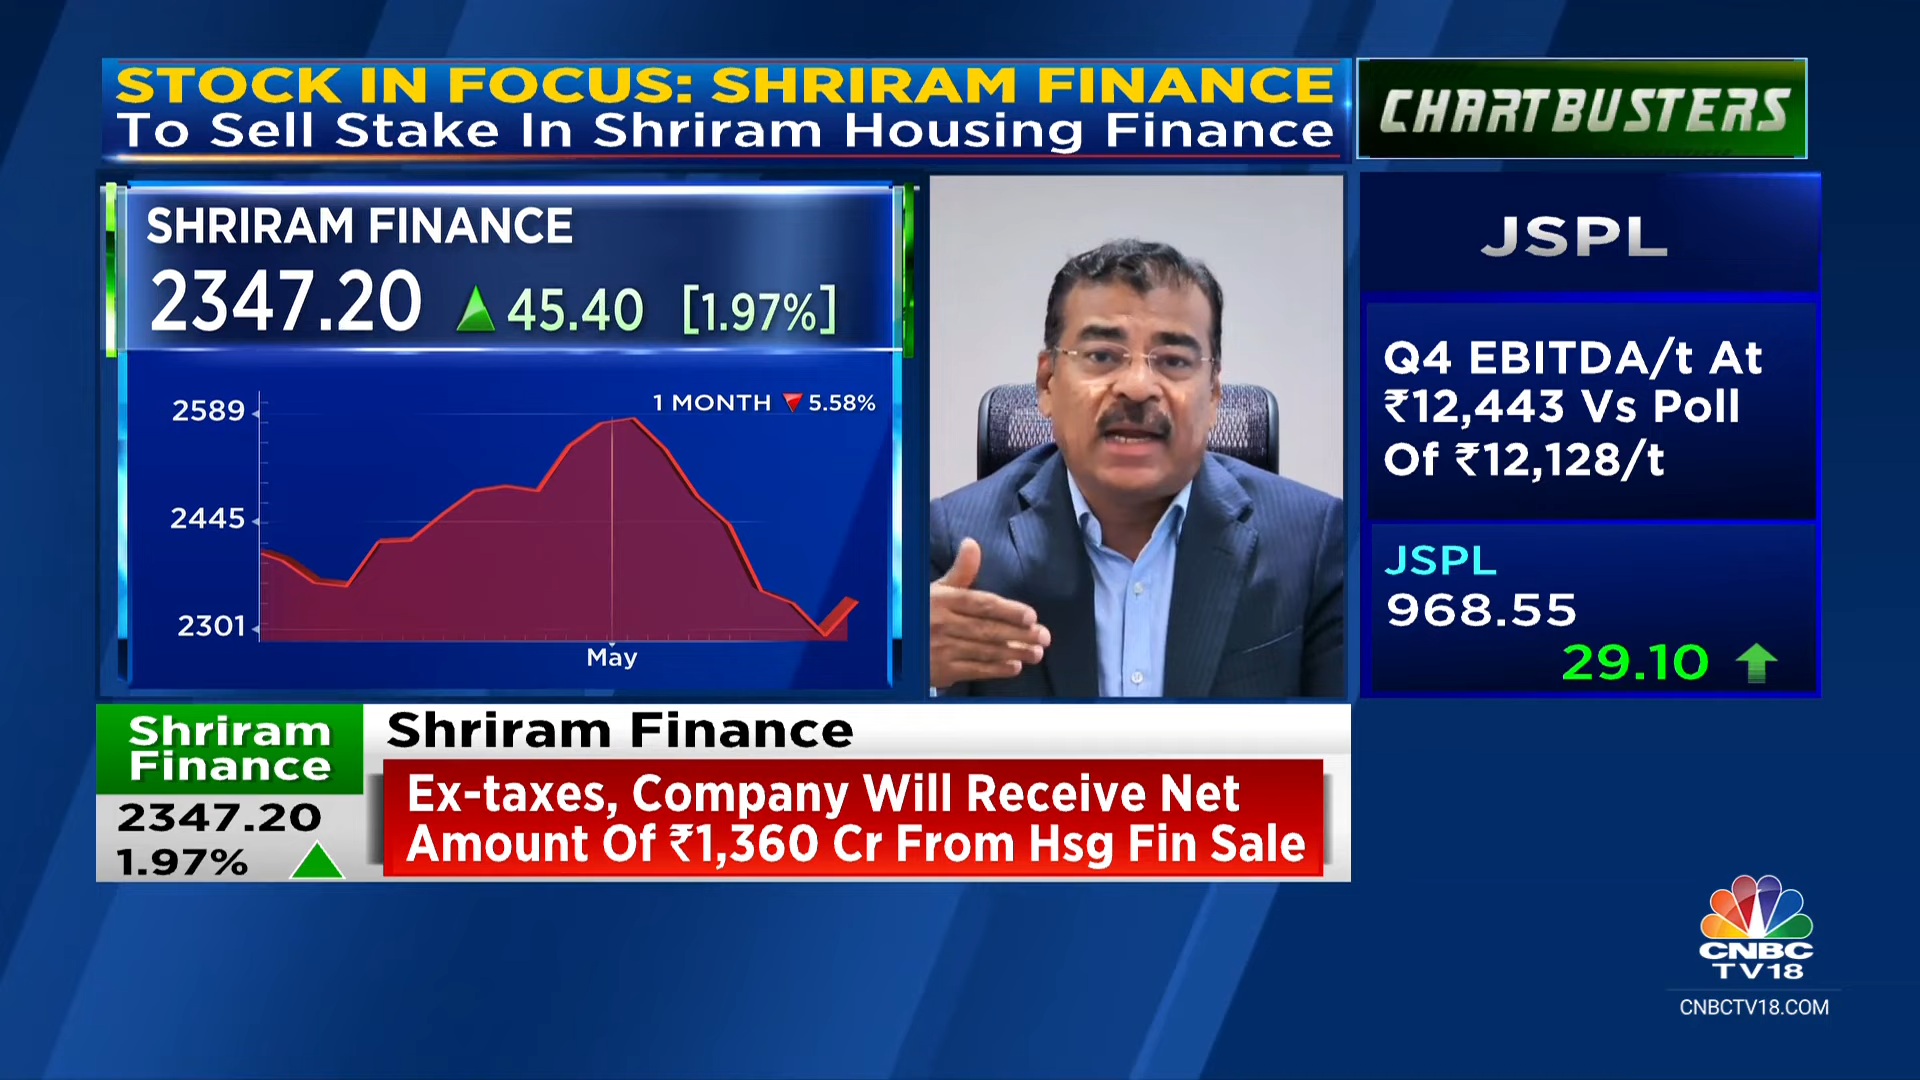 STOCK IN FOCUS: SHRIRAM FINANCE
To Sell Stake In Shriram Housing Finance
CHARTBUSTERS
SHRIRAM FINANCE
2347.20 ▲ 45.40 [1.97%]
1 MONTH ▼ 5.58%
2589
2445
2301
May
JSPL
Q4 EBITDA/t At
₹12,443 Vs Poll
Of ₹12,128/t
JSPL
968.55
29.10
Shriram
Finance
2347.20
1.97%
Shriram Finance
Ex-taxes, Company Will Receive Net
Amount Of ₹1,360 Cr From Hsg Fin Sale
CNBC
TV18
CNBCTV18.COM